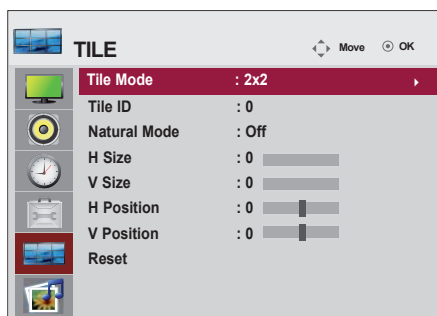 TILE Move OK
Tile Mode : 2x2
Tile ID : 0
Natural Mode : Off
H Size : 0
V Size : 0
H Position : 0
V Position : 0
Reset